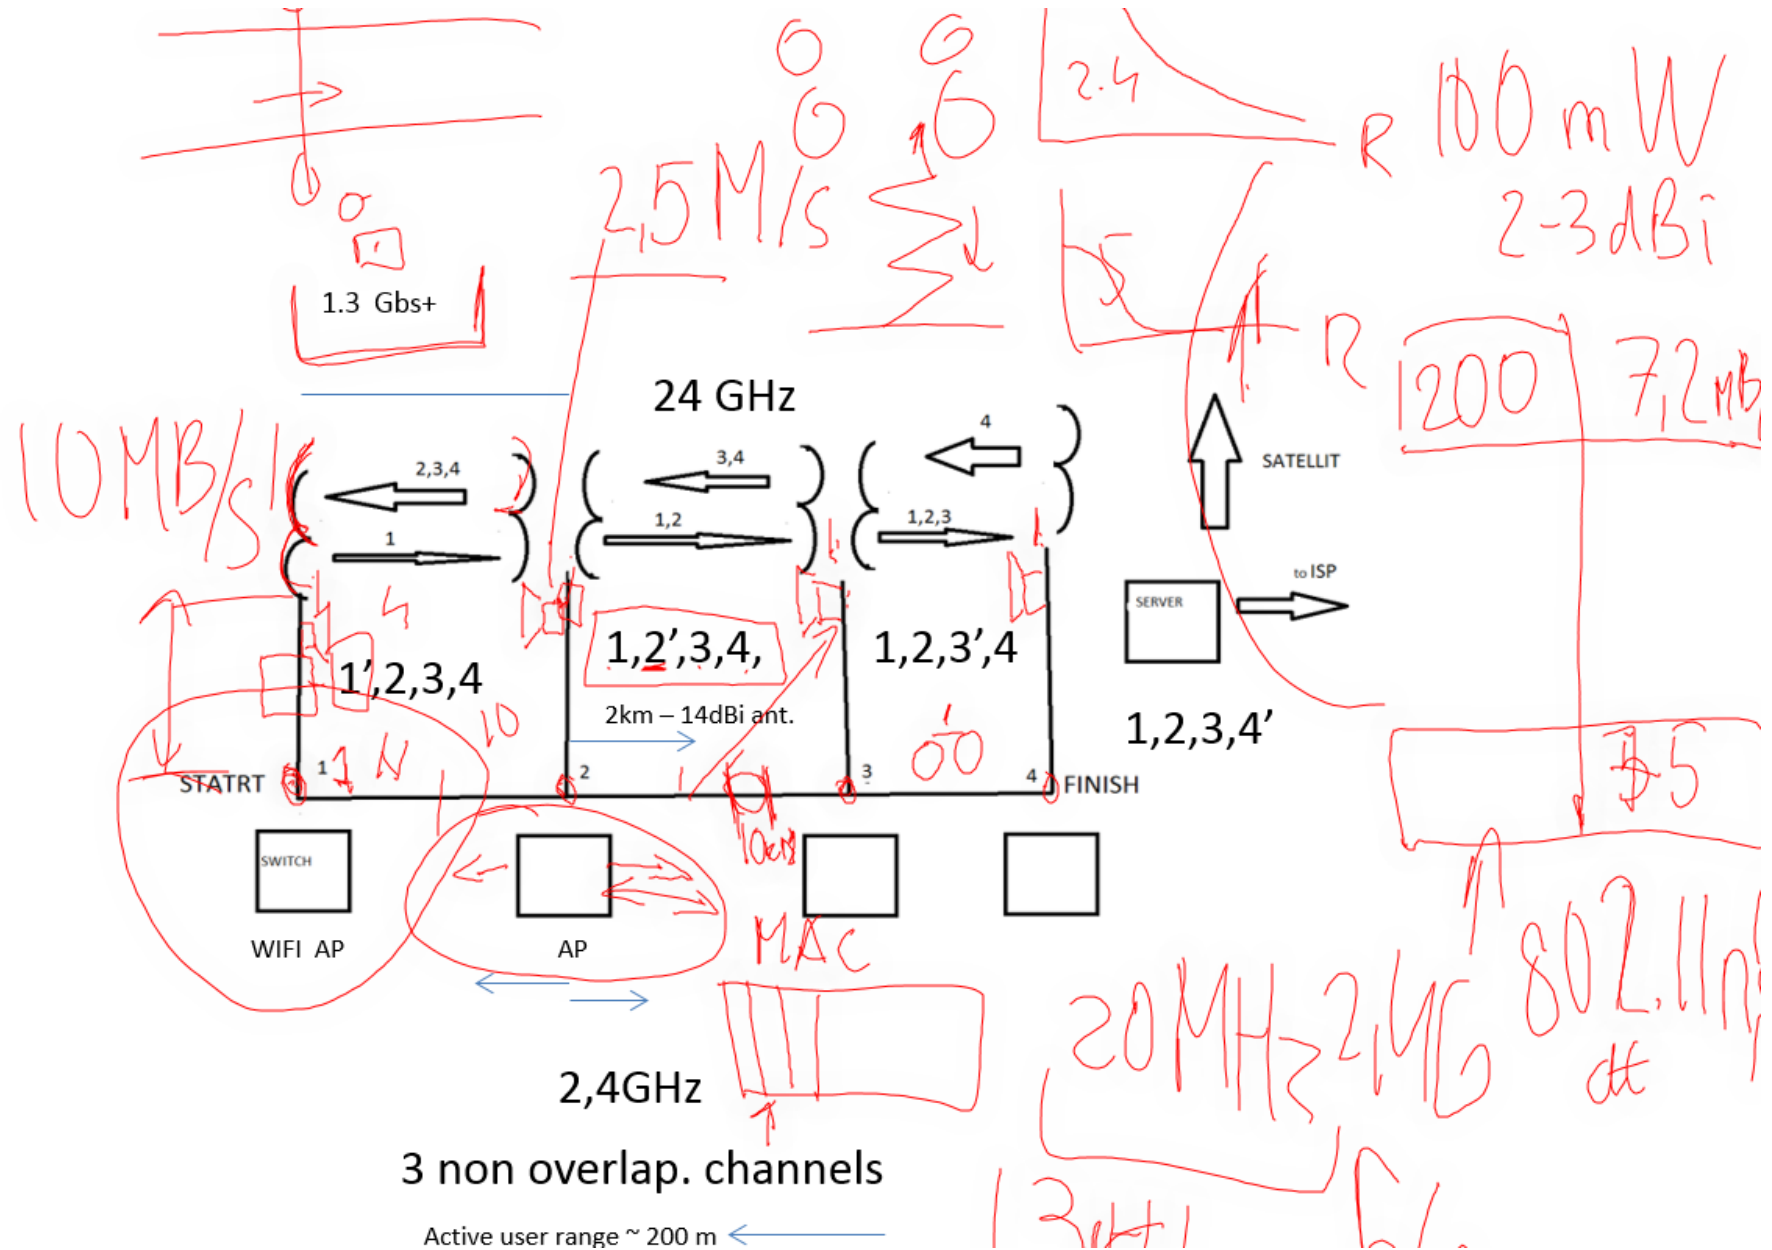 2.4
R
100 mW
2-3dBi
2,5M/s
5
R
1.3 Gbs+
1200
7,2MB
24 GHz
10MB/s
2,3,4
3,4
4
1
1,2
1,2,3
SATELLIT
to ISP
SERVER
4
1',2,3,4
1,2',3,4,
1,2,3',4
1,2,3,4'
2km – 14dBi ant.
10
STATRT
1
2
3
4
FINISH
SWITCH
WIFI AP
AP
MAC
20MHz 2,4G
802.11n
2,4GHz
3 non overlap. channels
Active user range ~ 200 m